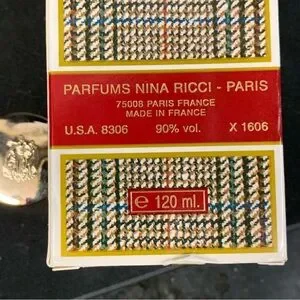 PARFUMS NINA RICCI - PARIS
75008 PARIS FRANCE
MADE IN FRANCE
U.S.A. 8306 90% vol. X 1606
℮ 120 ml.